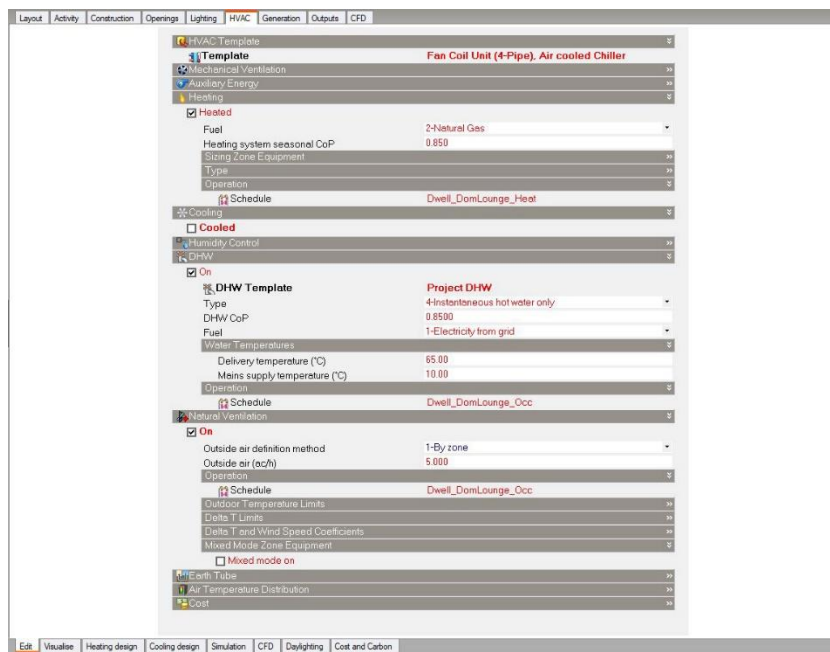 Layout Activity Construction Openings Lighting HVAC Generation Outputs CFD
HVAC Template
Template Fan Coil Unit (4-Pipe), Air cooled Chiller
Mechanical Ventilation
Auxiliary Energy
Heating
Heated
Fuel 2-Natural Gas
Heating system seasonal CoP 0.850
Sizing Zone Equipment
Type
Operation
Schedule Dwell_DomLounge_Heat
Cooling
Cooled
Humidity Control
DHW
On
DHW Template Project DHW
Type 4-Instantaneous hot water only
DHW CoP 0.8500
Fuel 1-Electricity from grid
Water Temperatures
Delivery temperature (°C) 65.00
Mains supply temperature (°C) 10.00
Operation
Schedule Dwell_DomLounge_Occ
Natural Ventilation
On
Outside air definition method 1-By zone
Outside air (ac/h) 5.000
Operation
Schedule Dwell_DomLounge_Occ
Outdoor Temperature Limits
Delta T Limits
Delta T and Wind Speed Coefficients
Mixed Mode Zone Equipment
Mixed mode on
Earth Tube
Air Temperature Distribution
Cost
Edit Visualise Heating design Cooling design Simulation CFD Daylighting Cost and Carbon